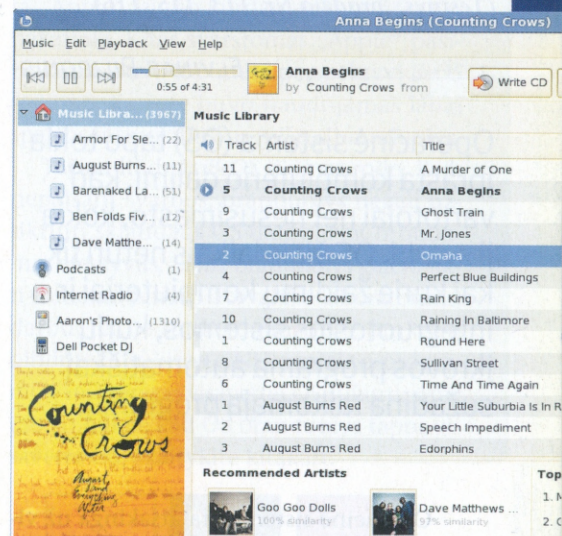 Anna Begins (Counting Crows)
Music Edit Playback View Help
0:55 of 4:31
Anna Begins
by Counting Crows from
Write CD
Music Libra... (3967)
Armor For Sle... (22)
August Burns... (11)
Barenaked La... (51)
Ben Folds Fiv... (12)
Dave Matthe... (14)
Podcasts (1)
Internet Radio (4)
Aaron's Photo... (1310)
Dell Pocket DJ
Counting
Crows
August
and
Everything
After
Music Library
Track Artist Title
11 Counting Crows A Murder of One
5 Counting Crows Anna Begins
9 Counting Crows Ghost Train
3 Counting Crows Mr. Jones
2 Counting Crows Omaha
4 Counting Crows Perfect Blue Buildings
7 Counting Crows Rain King
10 Counting Crows Raining In Baltimore
1 Counting Crows Round Here
8 Counting Crows Sullivan Street
6 Counting Crows Time And Time Again
1 August Burns Red Your Little Suburbia Is In R
2 August Burns Red Speech Impediment
3 August Burns Red Edorphins
Recommended Artists
Goo Goo Dolls
100% similarity
Dave Matthews ...
97% similarity
Top
1. M
2. C